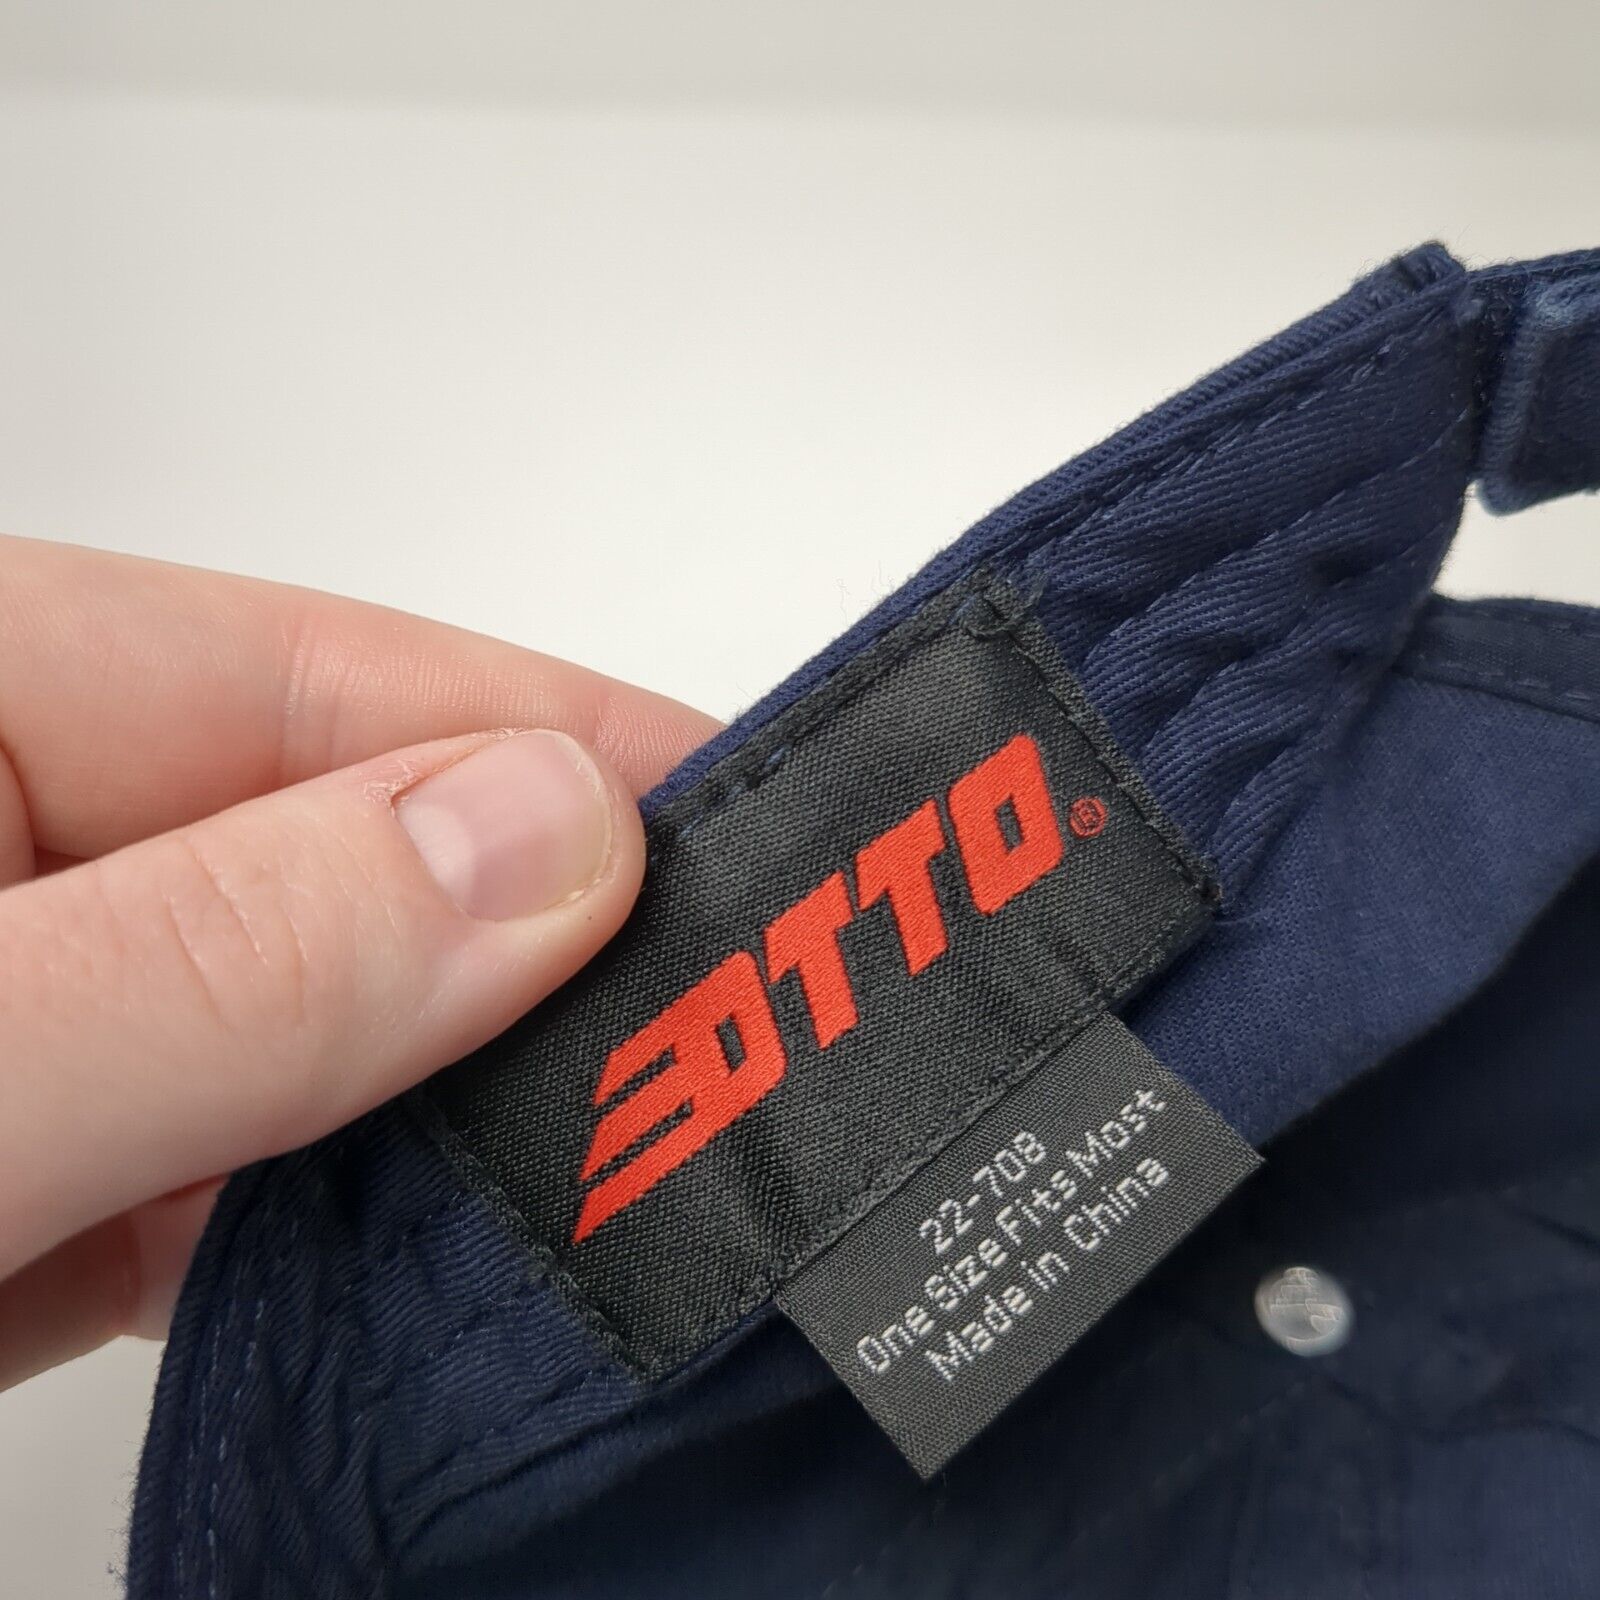 OTTO®
22-708
One Size Fits Most
Made in China